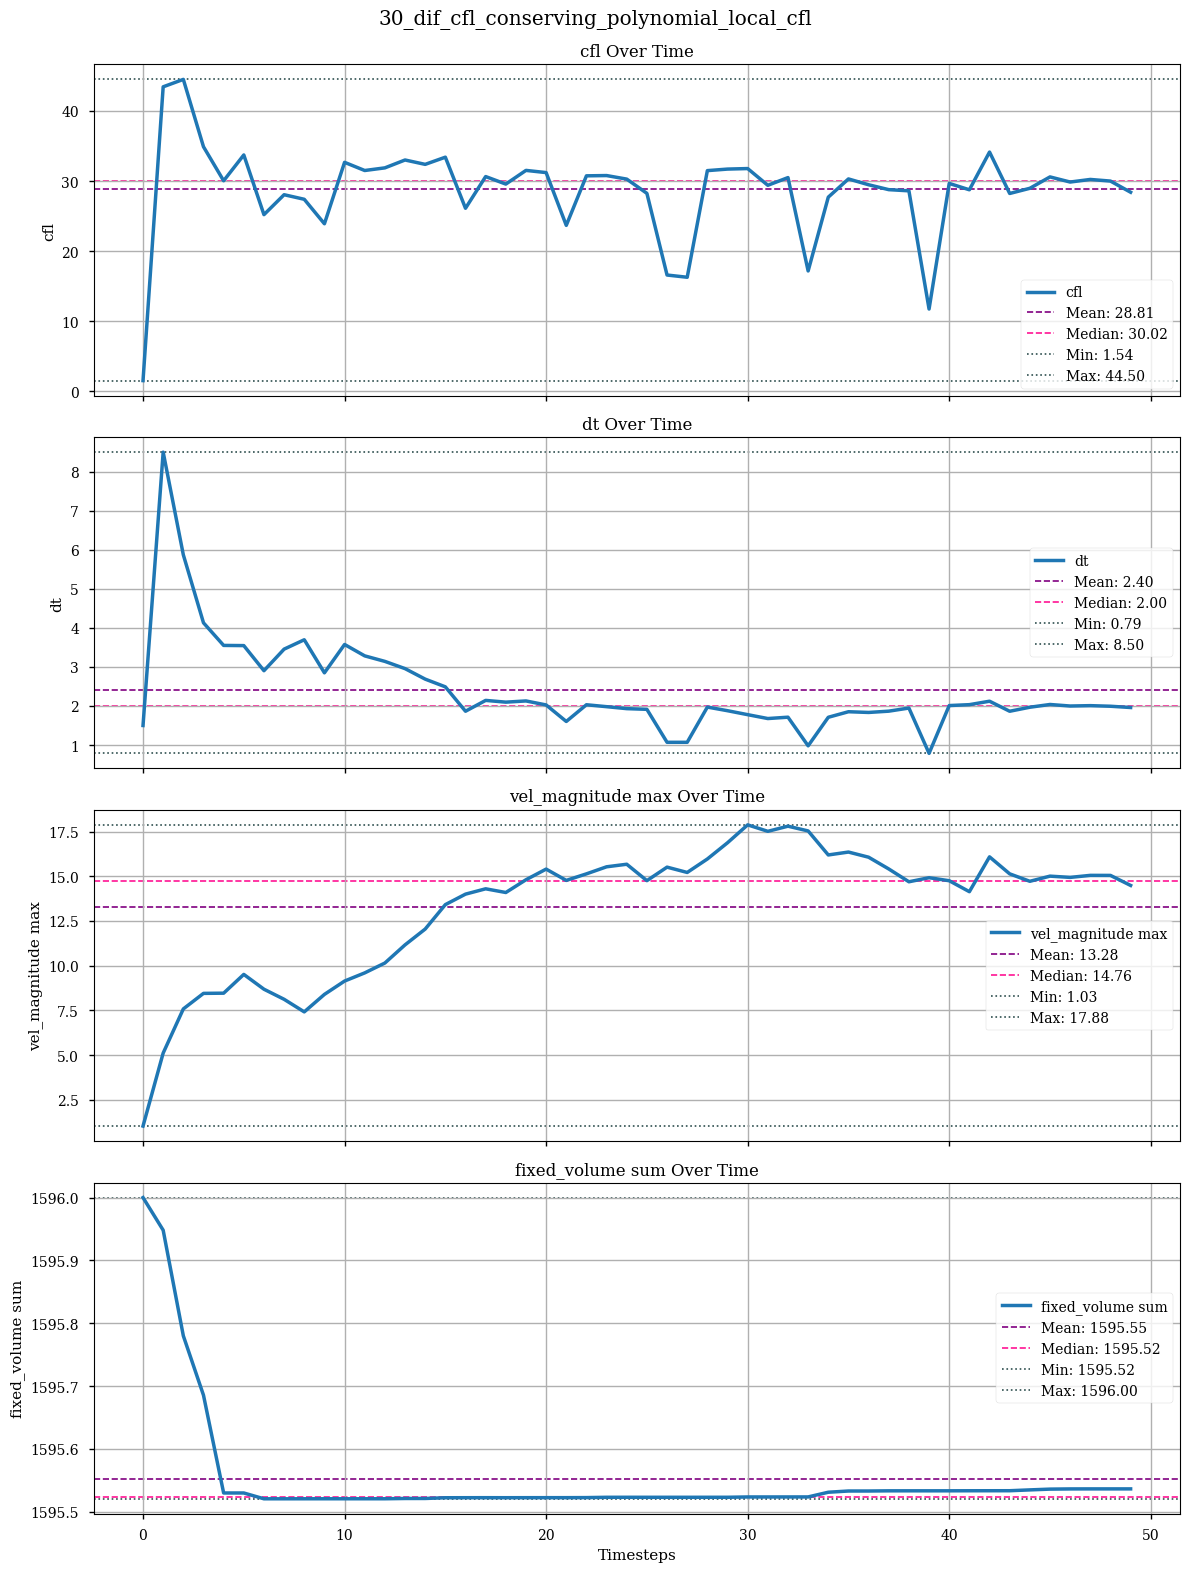 30_dif_cfl_conserving_polynomial_local_cfl
cfl Over Time
40
30
20
10
0
cfl
cfl
Mean: 28.81
Median: 30.02
Min: 1.54
Max: 44.50
dt Over Time
8
7
6
5
4
3
2
1
dt
dt
Mean: 2.40
Median: 2.00
Min: 0.79
Max: 8.50
vel_magnitude max Over Time
17.5
15.0
12.5
10.0
7.5
5.0
2.5
vel_magnitude max
vel_magnitude max
Mean: 13.28
Median: 14.76
Min: 1.03
Max: 17.88
fixed_volume sum Over Time
1596.0
1595.9
1595.8
1595.7
1595.6
1595.5
fixed_volume sum
fixed_volume sum
Mean: 1595.55
Median: 1595.52
Min: 1595.52
Max: 1596.00
0 10 20 30 40 50
Timesteps